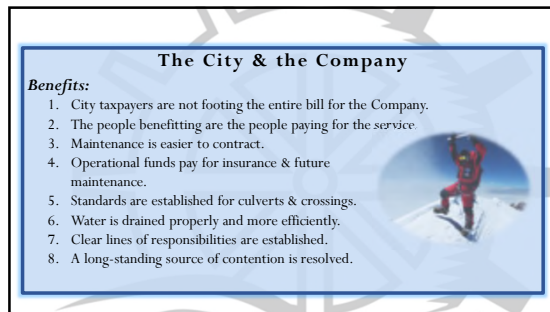 The City & the Company
Benefits:
1. City taxpayers are not footing the entire bill for the Company.
2. The people benefitting are the people paying for the service.
3. Maintenance is easier to contract.
4. Operational funds pay for insurance & future
maintenance.
5. Standards are established for culverts & crossings.
6. Water is drained properly and more efficiently.
7. Clear lines of responsibilities are established.
8. A long-standing source of contention is resolved.